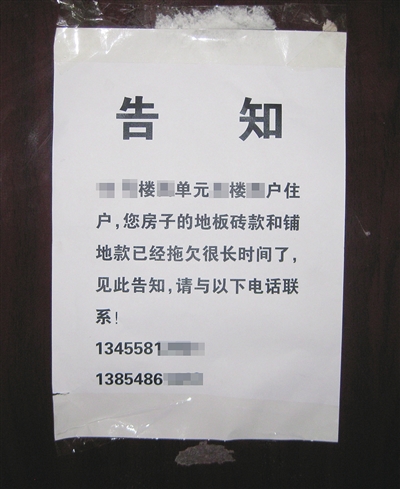 告 知
楼 单元 楼 户住
户,您房子的地板砖款和铺
地款已经拖欠很长时间了,
见此告知,请与以下电话联
系!
1345581
1385486